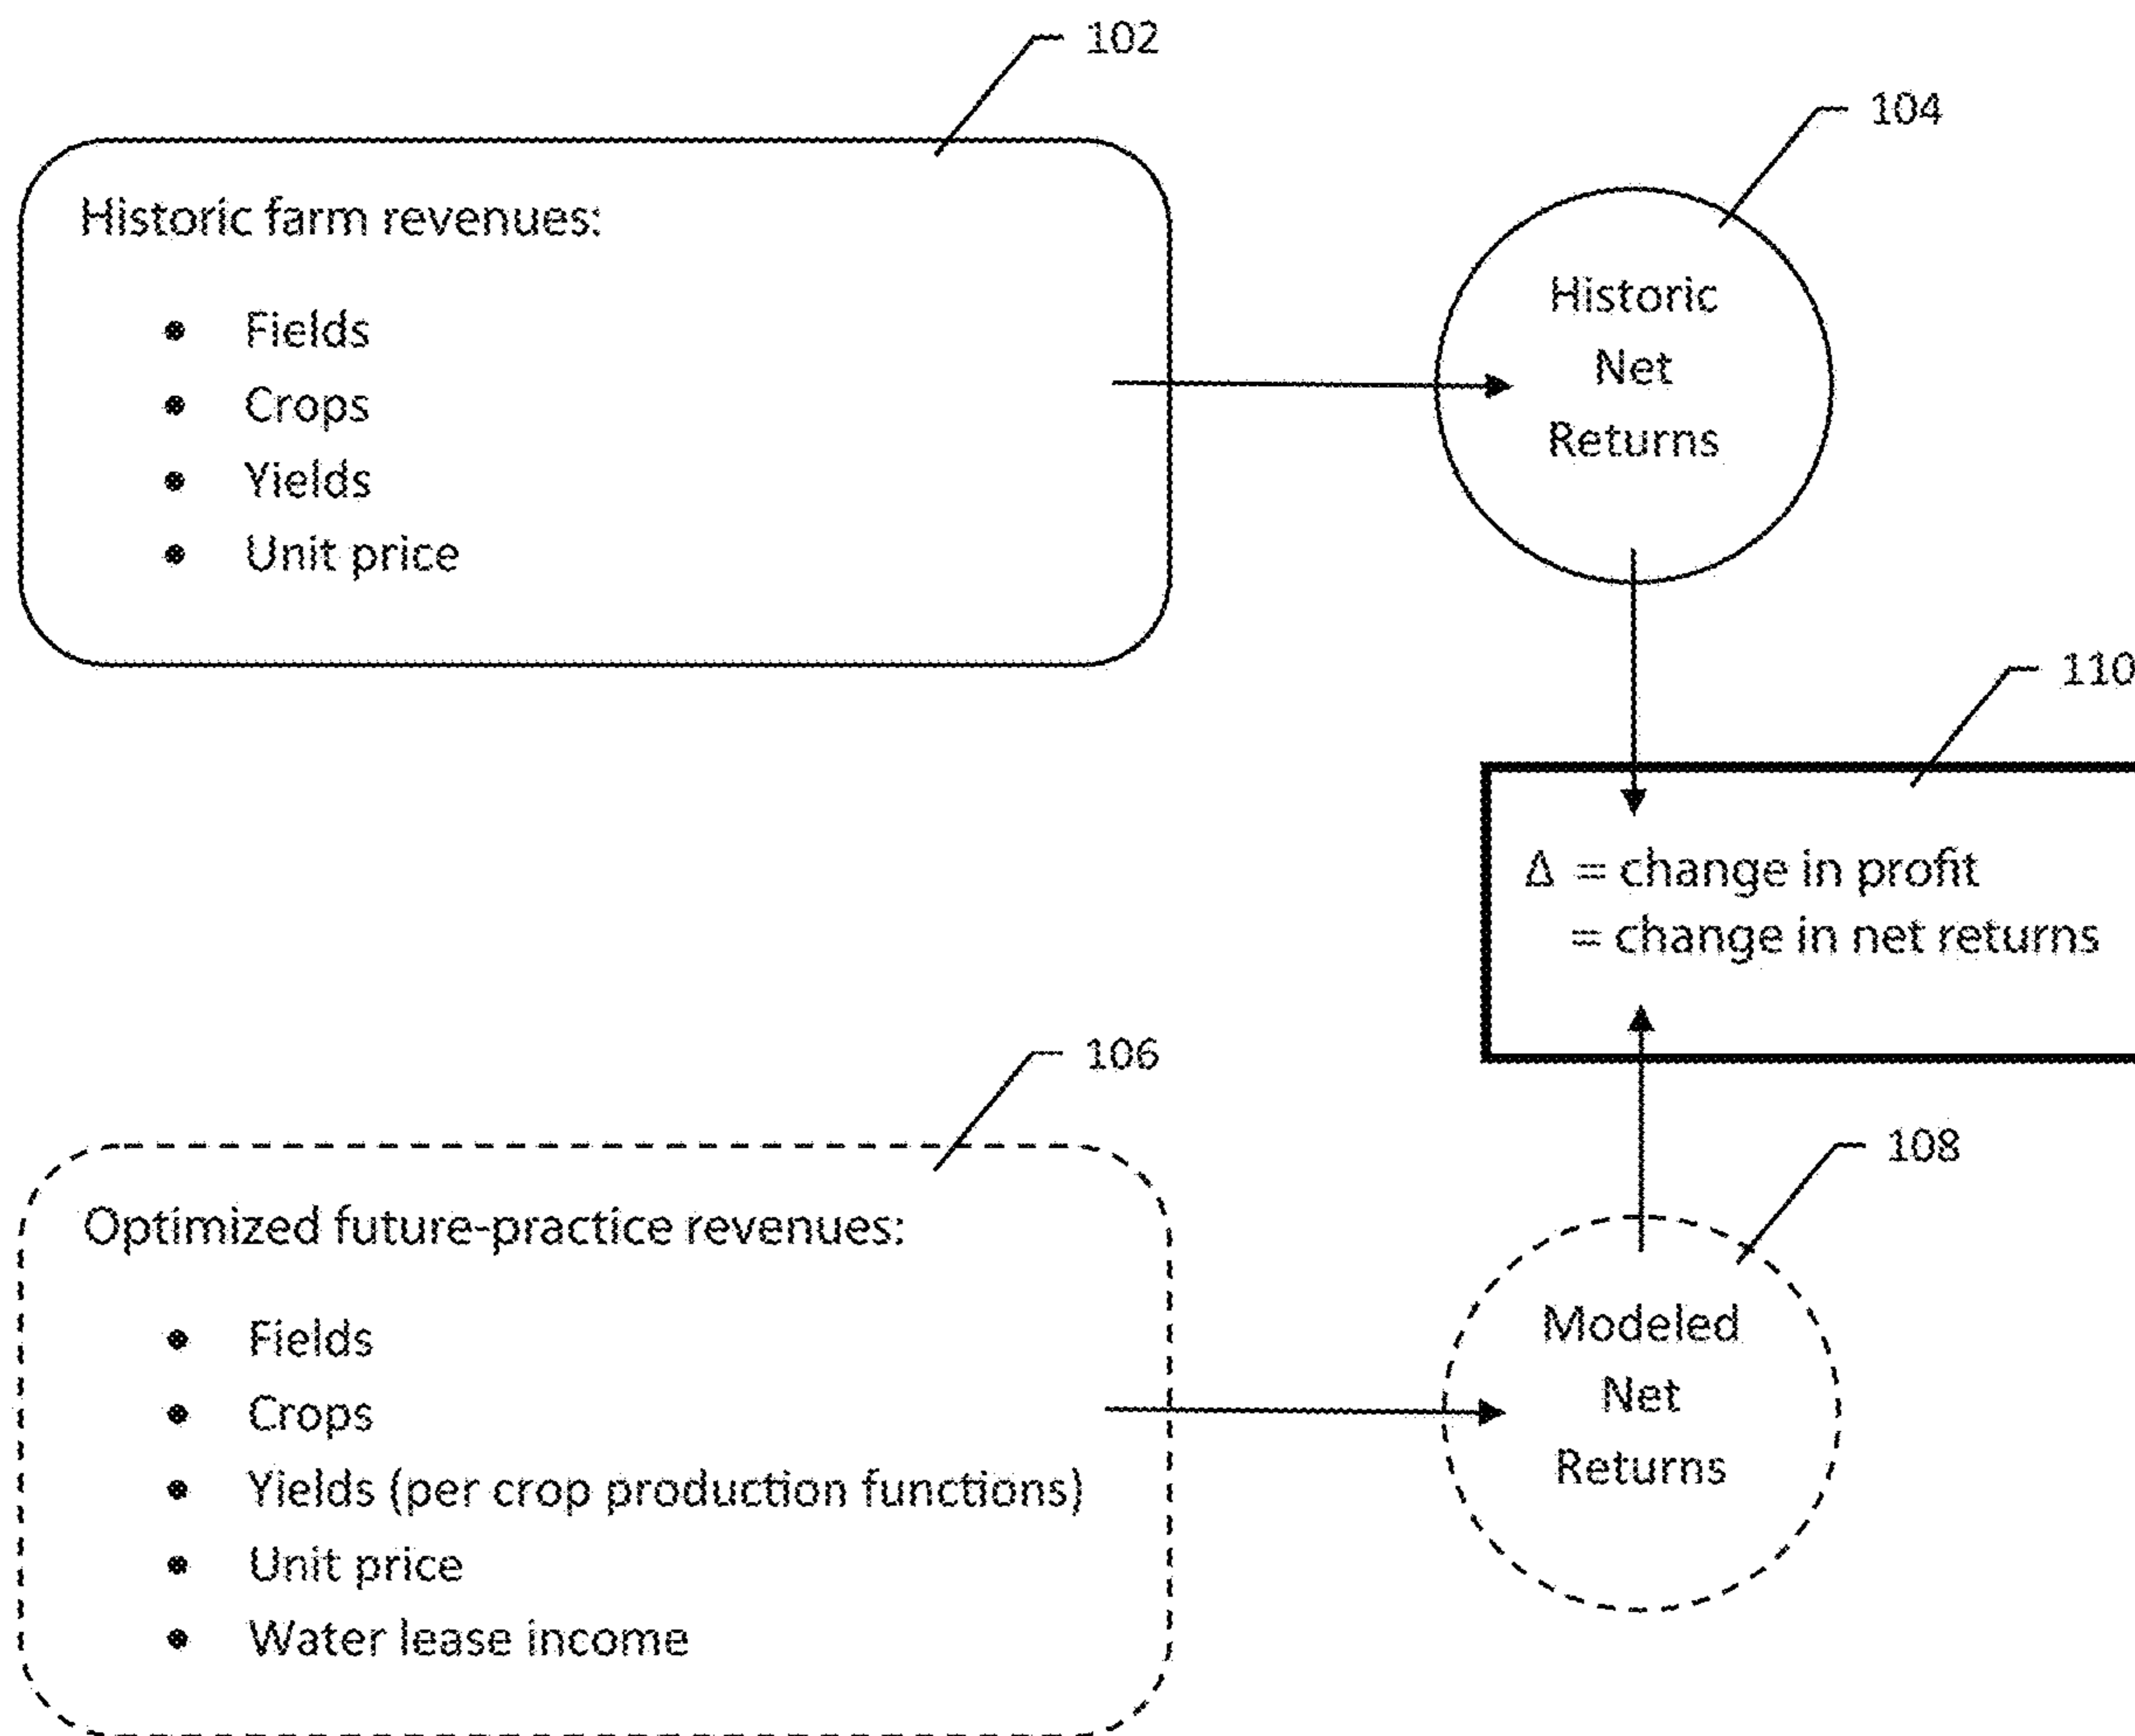 102
104
Historic farm revenues:
• Fields
• Crops
• Yields
• Unit price
Historic
Net
Returns
110
Δ = change in profit
= change in net returns
106
108
Optimized future-practice revenues:
• Fields
• Crops
• Yields (per crop production functions)
• Unit price
• Water lease income
Modeled
Net
Returns